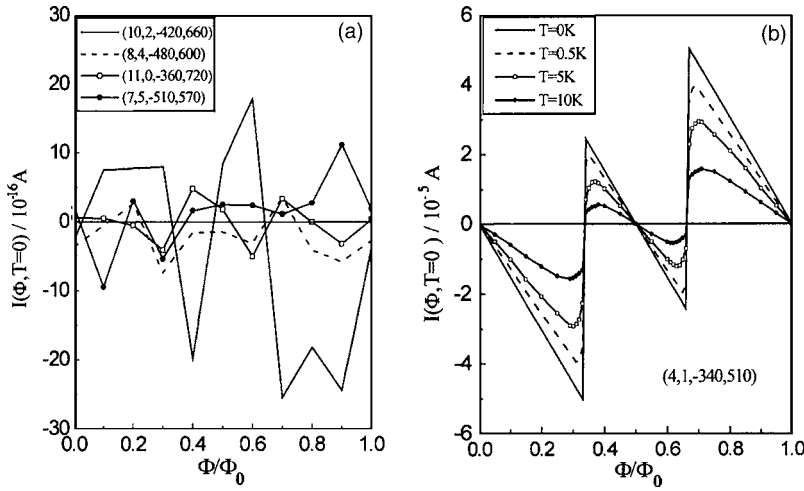 (a)
(10,2,-420,660)
(8,4,-480,600)
(11,0,-360,720)
(7,5,-510,570)
I(Φ,T=0) / 10⁻¹⁶A
30
20
10
0
-10
-20
-30
0.0 0.2 0.4 0.6 0.8 1.0
Φ/Φ₀
(b)
T=0K
T=0.5K
T=5K
T=10K
I(Φ,T=0) / 10⁻⁵ A
6
4
2
0
-2
-4
-6
(4,1,-340,510)
0.0 0.2 0.4 0.6 0.8 1.0
Φ/Φ₀